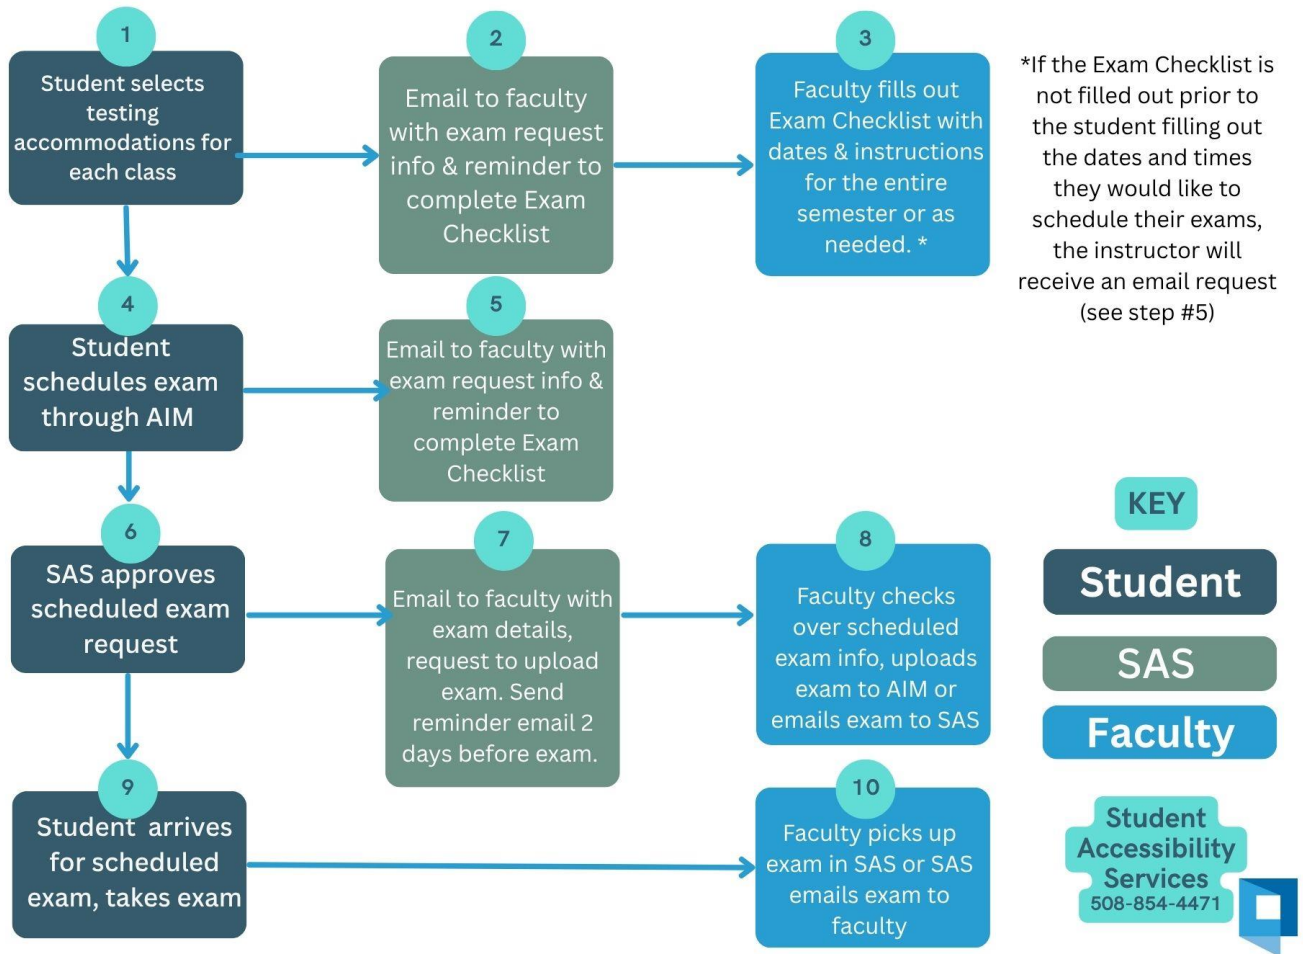 1
Student selects
testing
accommodations for
each class
2
Email to faculty
with exam request
info & reminder to
complete Exam
Checklist
3
Faculty fills out
Exam Checklist with
dates & instructions
for the entire
semester or as
needed. *
*If the Exam Checklist is
not filled out prior to
the student filling out
the dates and times
they would like to
schedule their exams,
the instructor will
receive an email request
(see step #5)
4
Student
schedules exam
through AIM
5
Email to faculty with
exam request info &
reminder to
complete Exam
Checklist
6
SAS approves
scheduled exam
request
7
Email to faculty with
exam details,
request to upload
exam. Send
reminder email 2
days before exam.
8
Faculty checks
over scheduled
exam info, uploads
exam to AIM or
emails exam to SAS
9
Student arrives
for scheduled
exam, takes exam
10
Faculty picks up
exam in SAS or SAS
emails exam to
faculty
KEY
Student
SAS
Faculty
Student
Accessibility
Services
508-854-4471